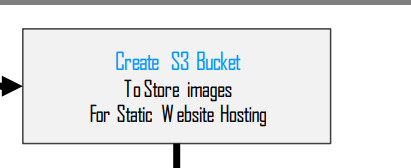 Create S3 Bucket
To Store images
For Static Website Hosting